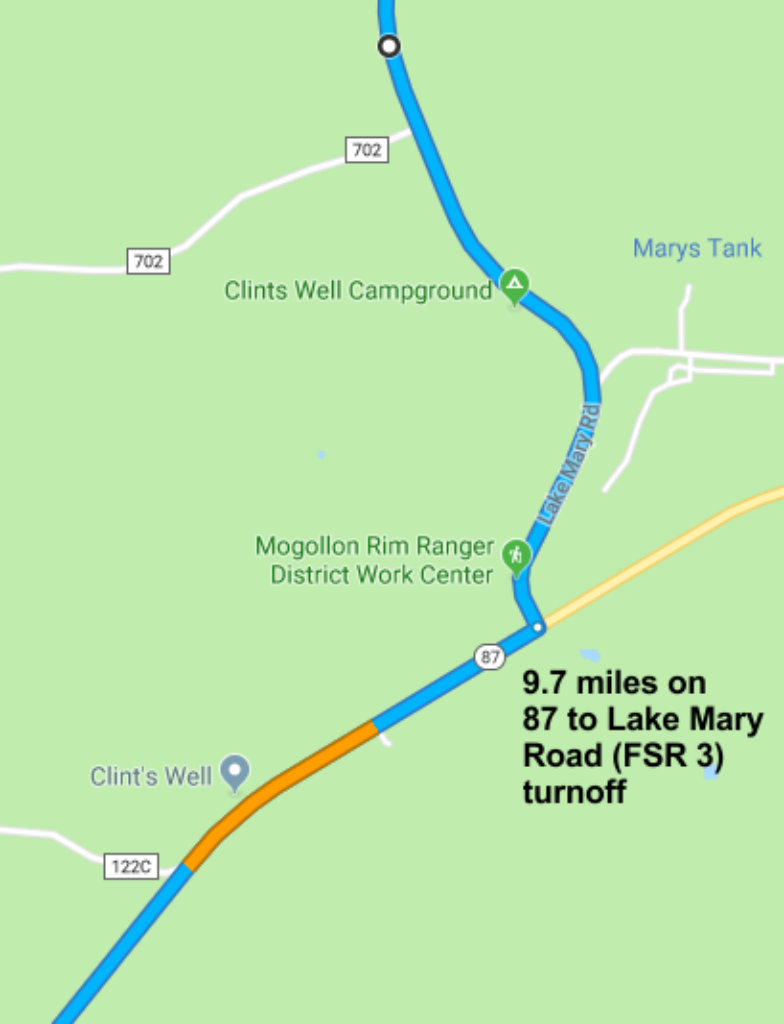 702
702
Marys Tank
Clints Well Campground
Lake Mary Rd
Mogollon Rim Ranger
District Work Center
87
9.7 miles on
87 to Lake Mary
Road (FSR 3)
turnoff
Clint's Well
122C